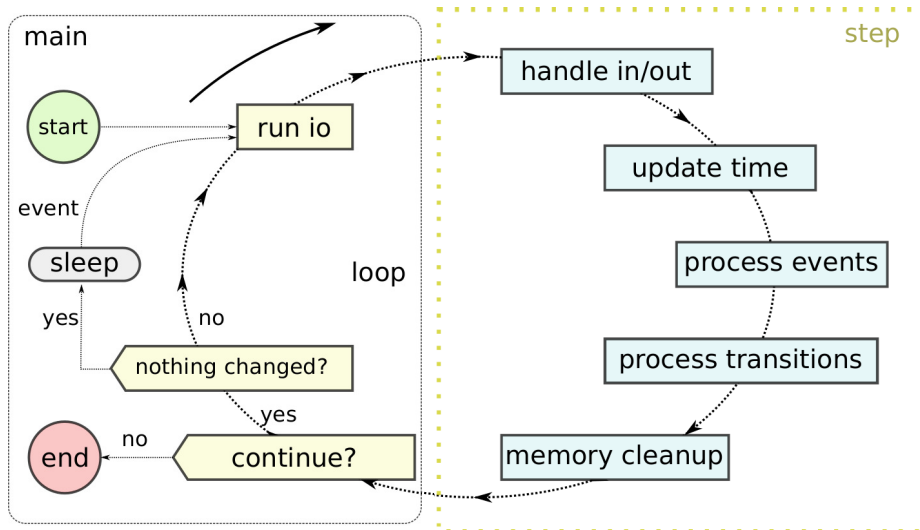 main
step
handle in/out
start
run io
update time
event
sleep
loop
process events
yes
no
nothing changed?
process transitions
yes
no
end
continue?
memory cleanup